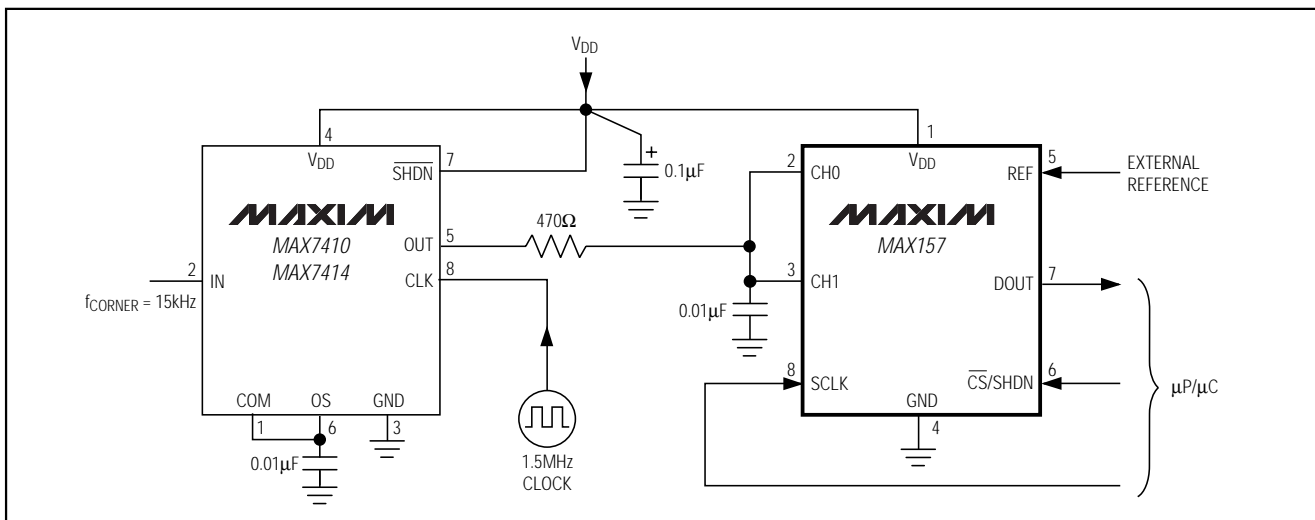 VDD
4
VDD
7
SHDN
+
0.1µF
MAXIM
MAX7410
MAX7414
OUT
5
470Ω
CLK
8
2
IN
fCORNER = 15kHz
COM
OS
GND
1
6
3
0.01µF
1.5MHz
CLOCK
1
VDD
2
CH0
REF
5
EXTERNAL
REFERENCE
MAXIM
MAX157
3
CH1
DOUT
7
0.01µF
8
SCLK
CS/SHDN
6
µP/µC
GND
4